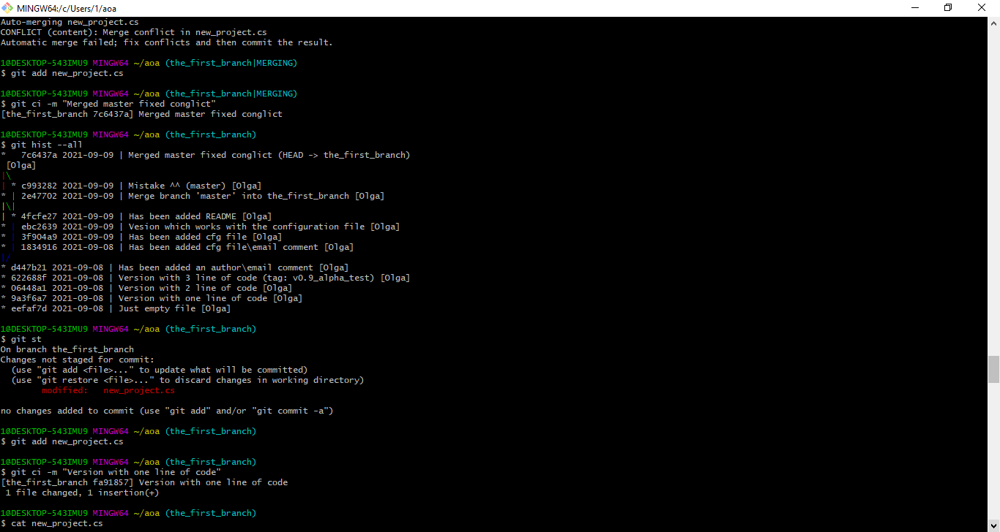 MINGW64:/c/Users/1/aoa
Auto-merging new_project.cs
CONFLICT (content): Merge conflict in new_project.cs
Automatic merge failed; fix conflicts and then commit the result.
1@DESKTOP-543IMU9 MINGW64 ~/aoa (the_first_branch|MERGING)
$ git add new_project.cs
1@DESKTOP-543IMU9 MINGW64 ~/aoa (the_first_branch|MERGING)
$ git ci -m "Merged master fixed conglict"
[the_first_branch 7c6437a] Merged master fixed conglict
1@DESKTOP-543IMU9 MINGW64 ~/aoa (the_first_branch)
$ git hist --all
*   7c6437a 2021-09-09 | Merged master fixed conglict (HEAD -> the_first_branch)
 [Olga]
|\
| * c993282 2021-09-09 | Mistake ^^ (master) [Olga]
* | 2e47702 2021-09-09 | Merge branch 'master' into the_first_branch [Olga]
|\|
| * 4fcfe27 2021-09-09 | Has been added README [Olga]
* | ebc2639 2021-09-09 | Vesion which works with the configuration file [Olga]
* | 3f904a9 2021-09-09 | Has been added cfg file [Olga]
* | 1834916 2021-09-08 | Has been added cfg file\email comment [Olga]
|/
* d447b21 2021-09-08 | Has been added an author\email comment [Olga]
* 622688f 2021-09-08 | Version with 3 line of code (tag: v0.9_alpha_test) [Olga]
* 06448a1 2021-09-08 | Version with 2 line of code [Olga]
* 9a3f6a7 2021-09-08 | Version with one line of code [Olga]
* eefaf7d 2021-09-08 | Just empty file [Olga]
1@DESKTOP-543IMU9 MINGW64 ~/aoa (the_first_branch)
$ git st
On branch the_first_branch
Changes not staged for commit:
  (use "git add <file>..." to update what will be committed)
  (use "git restore <file>..." to discard changes in working directory)
        modified:   new_project.cs
no changes added to commit (use "git add" and/or "git commit -a")
1@DESKTOP-543IMU9 MINGW64 ~/aoa (the_first_branch)
$ git add new_project.cs
1@DESKTOP-543IMU9 MINGW64 ~/aoa (the_first_branch)
$ git ci -m "Version with one line of code"
[the_first_branch fa91857] Version with one line of code
 1 file changed, 1 insertion(+)
1@DESKTOP-543IMU9 MINGW64 ~/aoa (the_first_branch)
$ cat new_project.cs